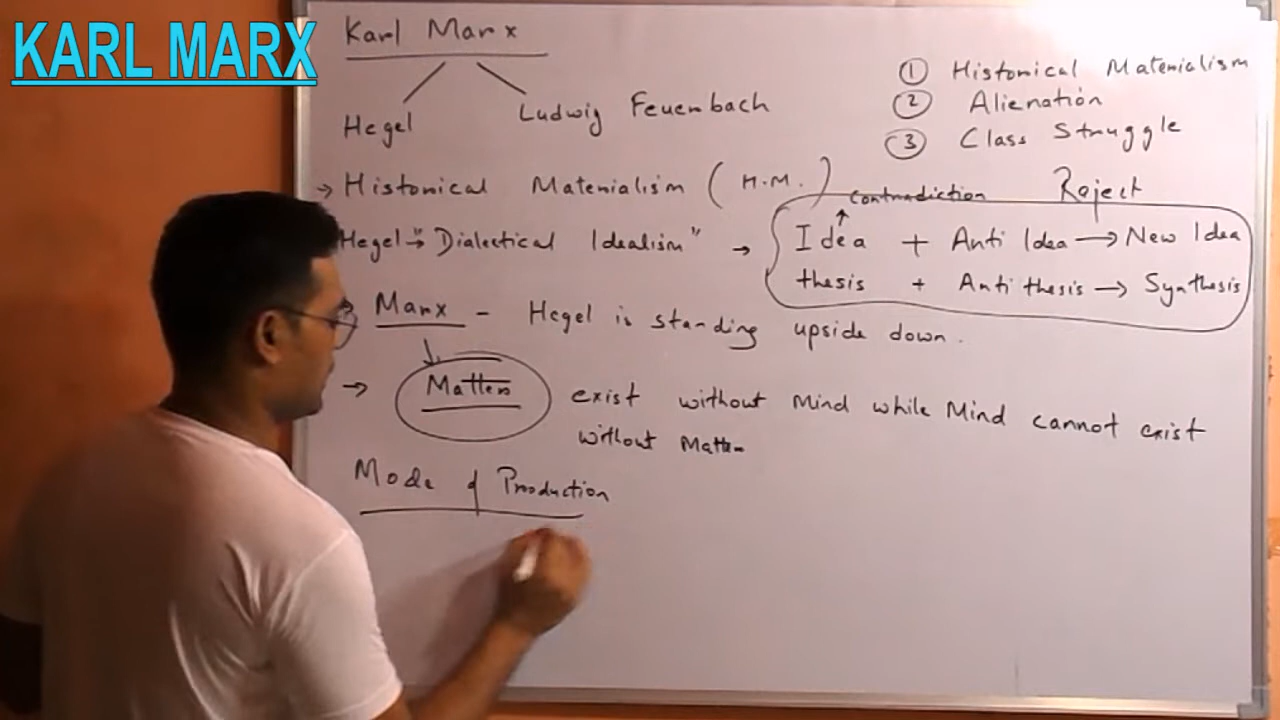 KARL MARX
Karl Marx
Hegel
Ludwig Feuerbach
1 Historical Materialism
2 Alienation
3 Class Struggle
→ Historical Materialism (H.M.)
contradiction
Reject
Hegel → "Dialectical Idealism" → Idea + Anti Idea → New Idea
thesis + Anti thesis → Synthesis
→ Marx - Hegel is standing upside down.
→ Matter exist without Mind while Mind cannot exist
without Matter
Mode of Production